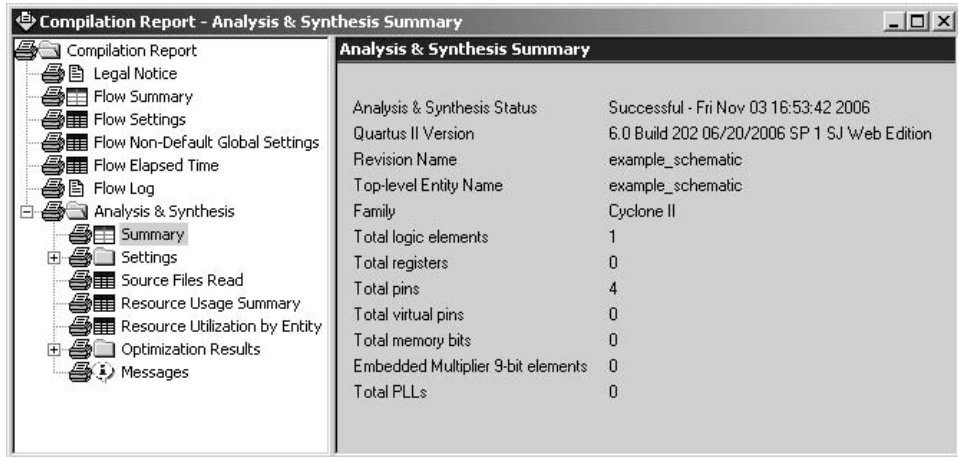 Compilation Report - Analysis & Synthesis Summary
Compilation Report
Legal Notice
Flow Summary
Flow Settings
Flow Non-Default Global Settings
Flow Elapsed Time
Flow Log
Analysis & Synthesis
Summary
Settings
Source Files Read
Resource Usage Summary
Resource Utilization by Entity
Optimization Results
Messages
Analysis & Synthesis Summary
Analysis & Synthesis Status Successful - Fri Nov 03 16:53:42 2006
Quartus II Version 6.0 Build 202 06/20/2006 SP 1 SJ Web Edition
Revision Name example_schematic
Top-level Entity Name example_schematic
Family Cyclone II
Total logic elements 1
Total registers 0
Total pins 4
Total virtual pins 0
Total memory bits 0
Embedded Multiplier 9-bit elements 0
Total PLLs 0